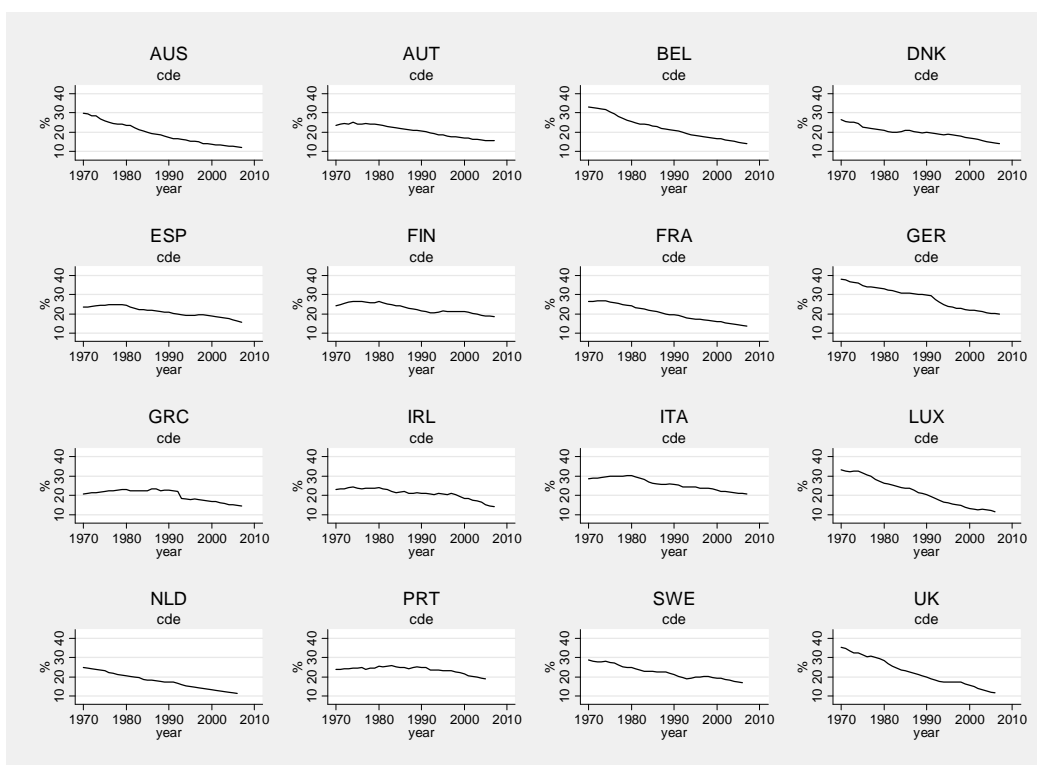 AUS AUT BEL DNK
cde cde cde cde
% 10 20 30 40 % 10 20 30 40 % 10 20 30 40 % 10 20 30 40
1970 1980 1990 2000 2010 1970 1980 1990 2000 2010 1970 1980 1990 2000 2010 1970 1980 1990 2000 2010
year year year year
ESP FIN FRA GER
cde cde cde cde
% 10 20 30 40 % 10 20 30 40 % 10 20 30 40 % 10 20 30 40
1970 1980 1990 2000 2010 1970 1980 1990 2000 2010 1970 1980 1990 2000 2010 1970 1980 1990 2000 2010
year year year year
GRC IRL ITA LUX
cde cde cde cde
% 10 20 30 40 % 10 20 30 40 % 10 20 30 40 % 10 20 30 40
1970 1980 1990 2000 2010 1970 1980 1990 2000 2010 1970 1980 1990 2000 2010 1970 1980 1990 2000 2010
year year year year
NLD PRT SWE UK
cde cde cde cde
% 10 20 30 40 % 10 20 30 40 % 10 20 30 40 % 10 20 30 40
1970 1980 1990 2000 2010 1970 1980 1990 2000 2010 1970 1980 1990 2000 2010 1970 1980 1990 2000 2010
year year year year